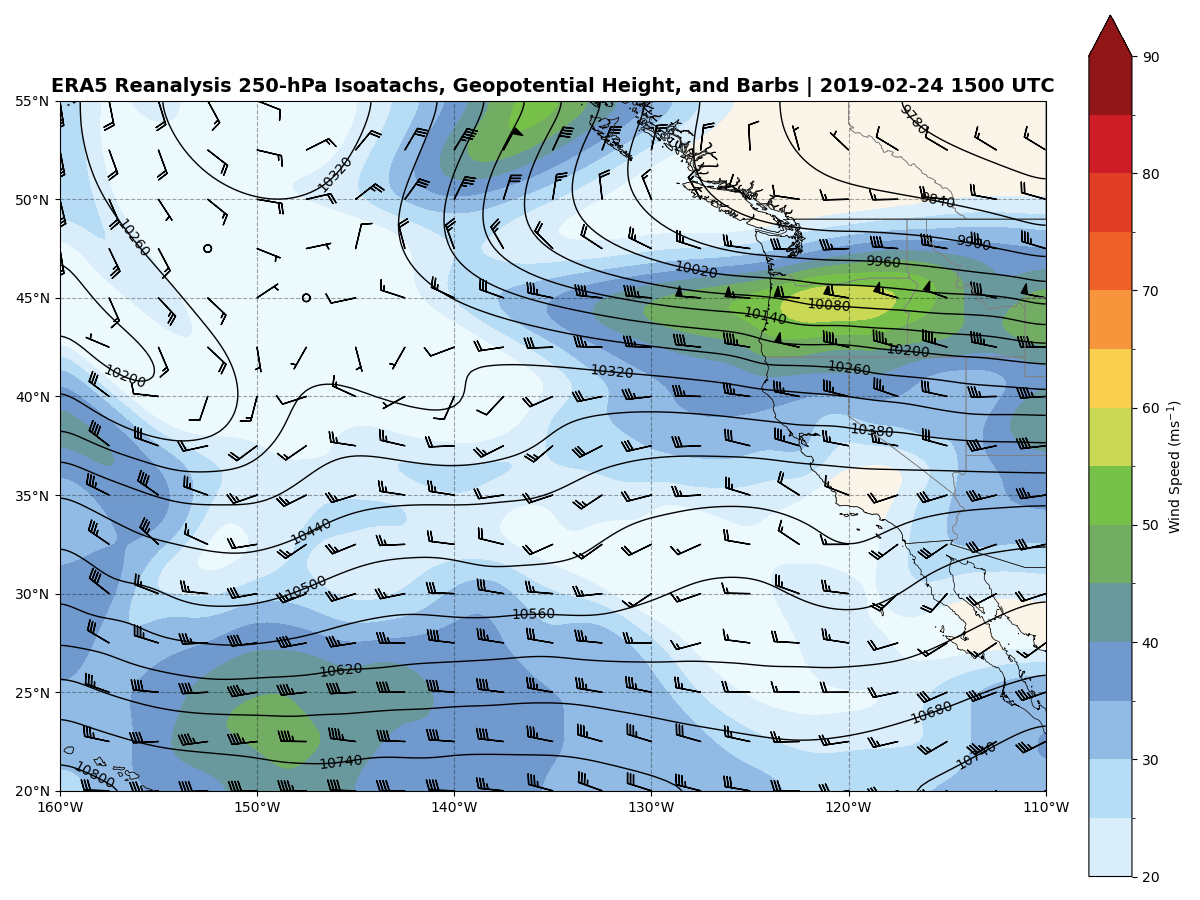 ERA5 Reanalysis 250-hPa Isoatachs, Geopotential Height, and Barbs | 2019-02-24 1500 UTC
55°N
50°N
45°N
40°N
35°N
30°N
25°N
20°N
160°W
150°W
140°W
130°W
120°W
110°W
9780
10320
9840
10260
9900
9960
10020
10080
10140
10200
10200
10260
10320
10380
10440
10500
10560
10620
10680
10740
10740
10800
90
80
70
60
50
40
30
20
Wind Speed (ms⁻¹)